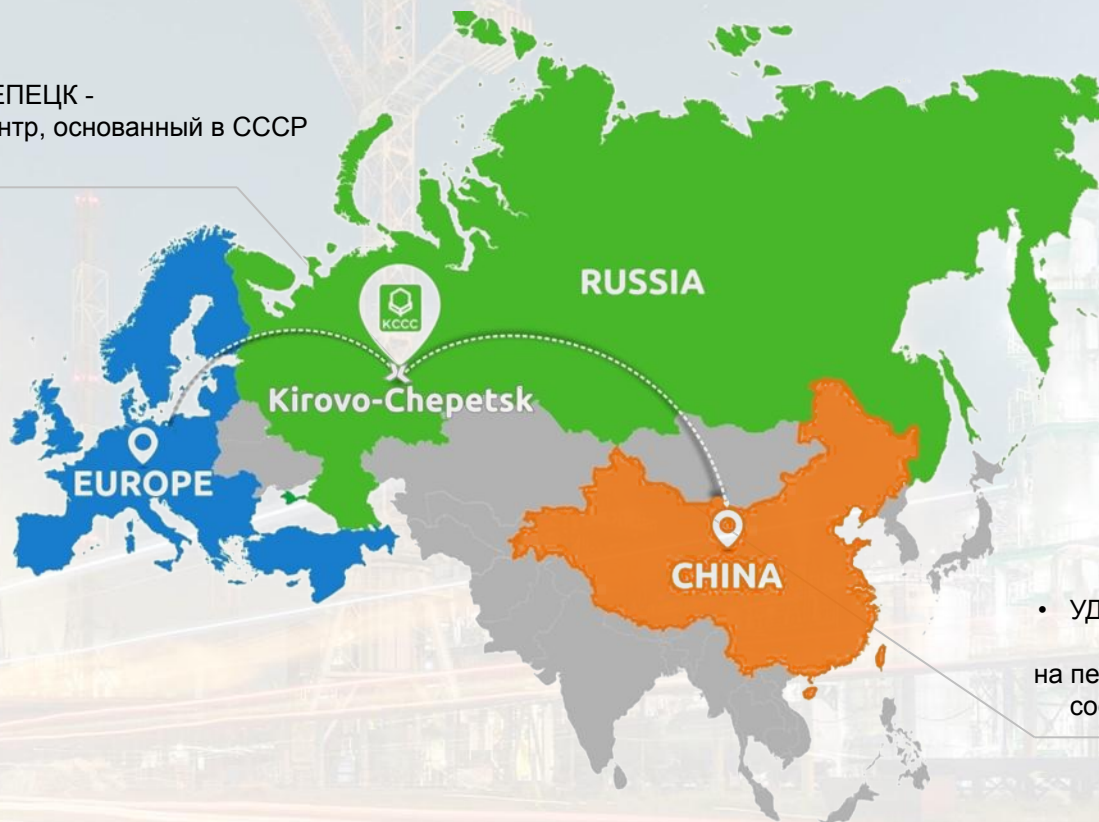 ЕПЕЦК -
нтр, основанный в СССР
RUSSIA
KCCC
Kirovo-Chepetsk
EUROPE
CHINA
• УД
на пе
со